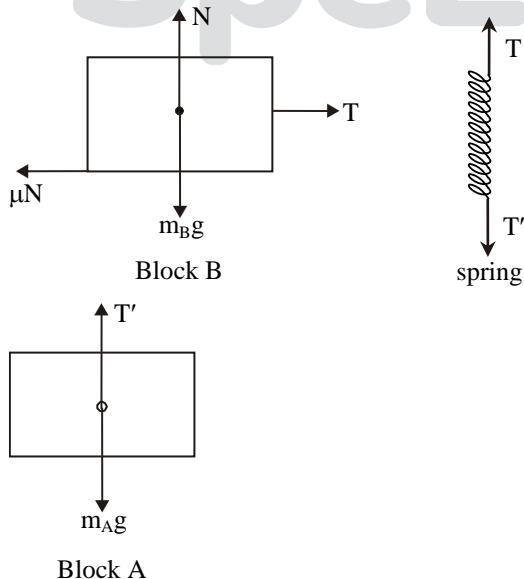 N
T
T
μN
m_Bg
T′
Block B
spring
T′
m_Ag
Block A